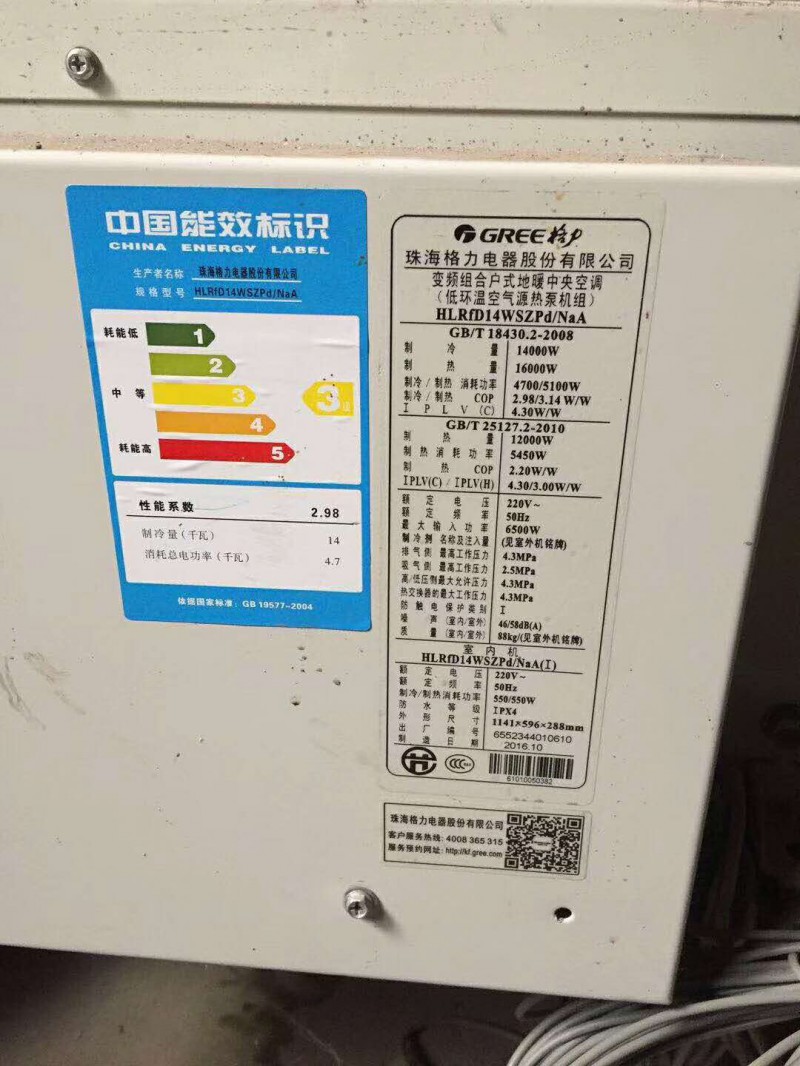 中国能效标识
CHINA ENERGY LABEL
生产者名称 珠海格力电器股份有限公司
规格型号 HLRfD14WSZPd/NaA
耗能低 1
2
中 等 3
3级
4
耗能高 5
性能系数 2.98
制冷量(千瓦) 14
消耗总电功率(千瓦) 4.7
依据国家标准:GB 19577-2004
GREE格力
珠海格力电器股份有限公司
变频组合户式地暖中央空调
(低环温空气源热泵机组)
HLRfD14WSZPd/NaA
GB/T 18430.2-2008
制冷量 14000W
制热量 16000W
制冷/制热 消耗功率 4700/5100W
制冷/制热 COP 2.98/3.14 W/W
IPLV(C) 4.30W/W
GB/T 25127.2-2010
制热量 12000W
制热消耗功率 5450W
制热 COP 2.20W/W
IPLV(C)/IPLV(H) 4.30/3.00W/W
额定电压 220V~
额定频率 50Hz
最大输入功率 6500W
制冷剂 名称及注入量 (见室外机铭牌)
排气侧 最高工作压力 4.3MPa
吸气侧 最高工作压力 2.5MPa
高/低压侧最大允许压力 4.3MPa
热交换器的最大工作压力 4.3MPa
防触电保护类别 I
噪声(室内/室外) 46/58dB(A)
质量(室内/室外) 88kg/(见室外机铭牌)
室内机
HLRfD14WSZPd/NaA(I)
额定电压 220V~
额定频率 50Hz
制冷/制热消耗功率 550/550W
防水等级 IPX4
外形尺寸 1141×596×288mm
出厂编号 6552344010610
制造日期 2016.10
61010050382
珠海格力电器股份有限公司
客户服务热线: 4008 365 315
服务预约网址: http://kf.gree.com